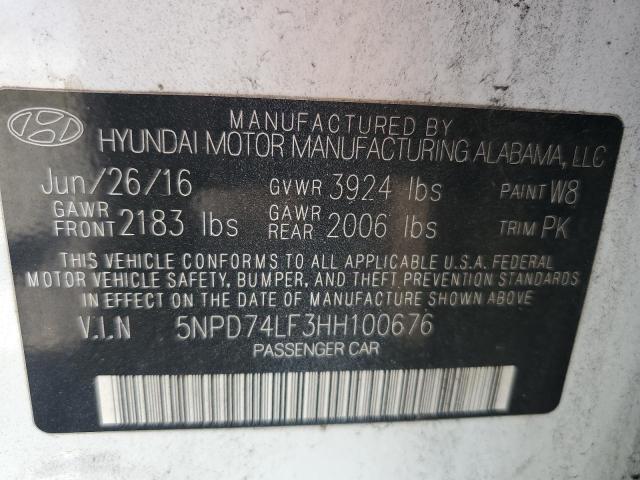 MANUFACTURED BY
HYUNDAI MOTOR MANUFACTURING ALABAMA, LLC
Jun/26/16 GVWR 3924 lbs PAINT W8
GAWR FRONT 2183 lbs GAWR REAR 2006 lbs TRIM PK
THIS VEHICLE CONFORMS TO ALL APPLICABLE U.S.A. FEDERAL
MOTOR VEHICLE SAFETY, BUMPER, AND THEFT PREVENTION STANDARDS
IN EFFECT ON THE DATE OF MANUFACTURE SHOWN ABOVE.
V.I.N 5NPD74LF3HH100676
PASSENGER CAR